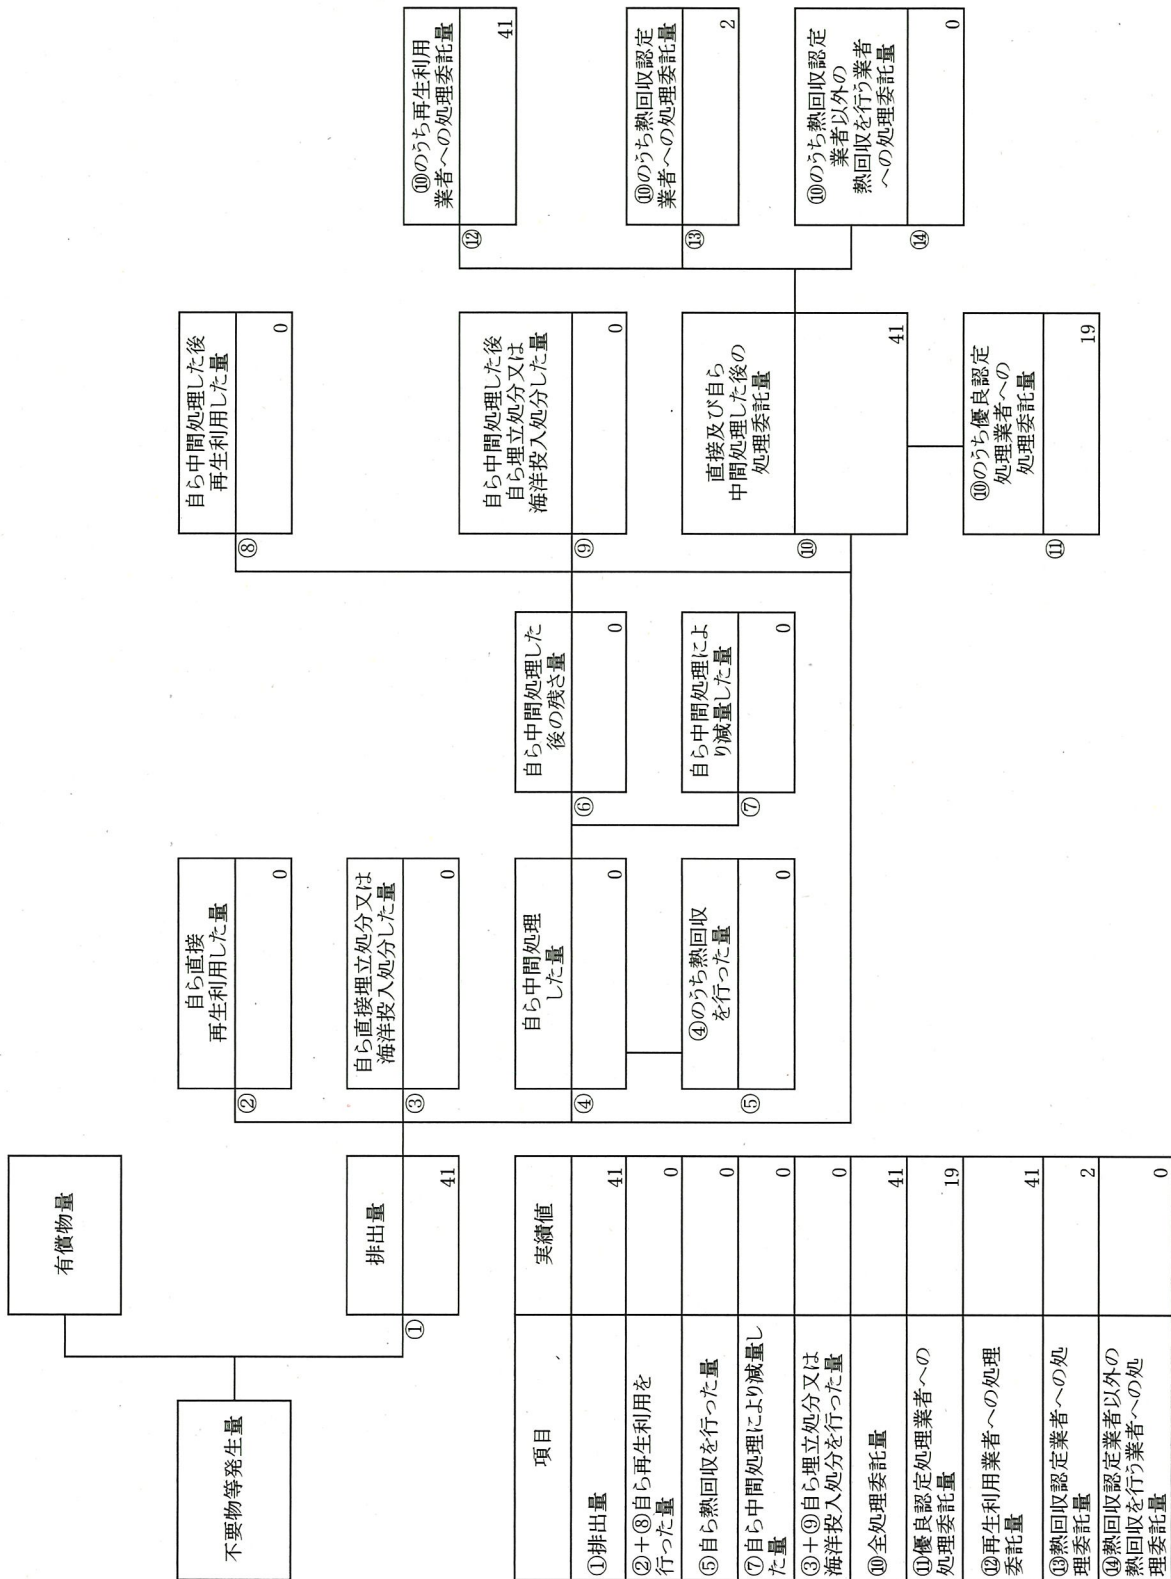 不要物等発生量
有償物量
排出量
①
41
自ら直接
再生利用した量
②
0
自ら直接埋立処分又は
海洋投入処分した量
③
0
自ら中間処理
した量
④
0
④のうち熱回収
を行った量
⑤
0
自ら中間処理した
後の残さ量
⑥
0
自ら中間処理によ
り減量した量
⑦
0
自ら中間処理した後
再生利用した量
⑧
0
自ら中間処理した後
自ら埋立処分又は
海洋投入処分した量
⑨
0
直接及び自ら
中間処理した後の
処理委託量
⑩
41
⑩のうち優良認定
処理業者への
処理委託量
⑪
19
⑩のうち再生利用
業者への処理委託量
⑫
41
⑩のうち熱回収認定
業者への処理委託量
⑬
2
⑩のうち熱回収認定
業者以外の
熱回収を行う業者
への処理委託量
⑭
0
項目 実績値
①排出量 41
②+⑧自ら再生利用を
行った量 0
⑤自ら熱回収を行った量 0
⑦自ら中間処理により減量し
た量 0
③+⑨自ら埋立処分又は
海洋投入処分を行った量 0
⑩全処理委託量 41
⑪優良認定処理業者への
処理委託量 19
⑫再生利用業者への処理
委託量 41
⑬熱回収認定業者への処
理委託量 2
⑭熱回収認定業者以外の
熱回収を行う業者への処
理委託量 0